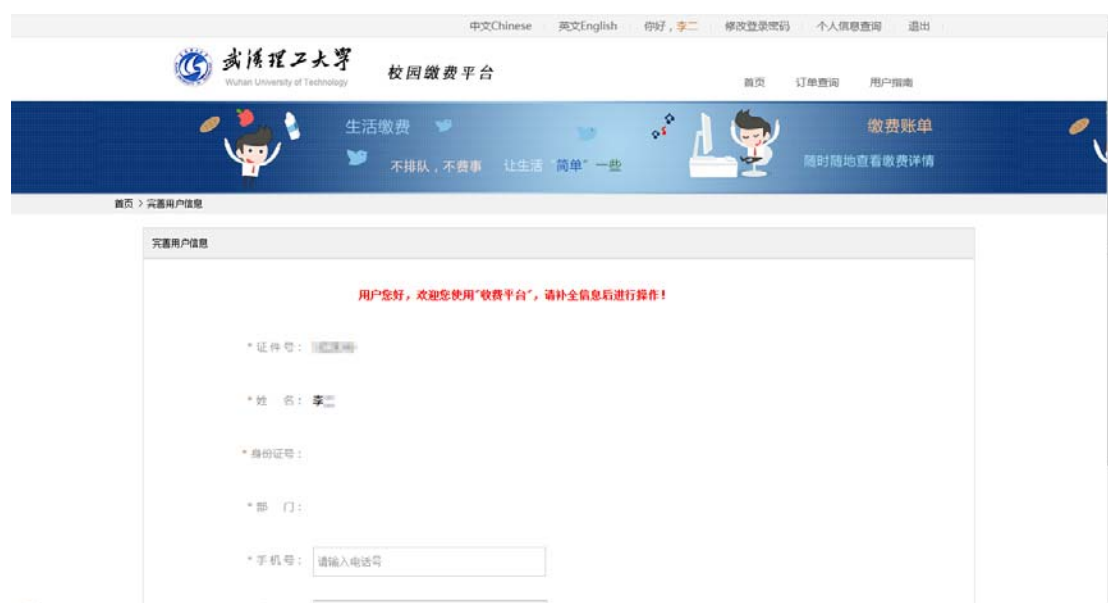 中文Chinese 英文English 你好，李二 修改登录密码 个人信息查询 退出
武汉理工大学
Wuhan University of Technology
校园缴费平台
首页 订单查询 用户指南
生活缴费
不排队，不费事 让生活“简单”一些
缴费账单
随时随地查看缴费详情
首页 > 完善用户信息
完善用户信息
用户您好，欢迎您使用"收费平台"，请补全信息后进行操作！
* 证 件 号：
* 姓 名： 李
* 身份证号：
* 部 门：
* 手 机 号： 请输入电话号